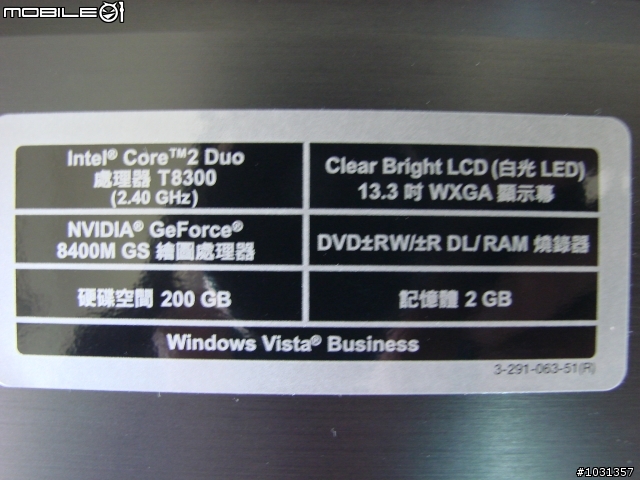 MOBILE01
Intel® Core™2 Duo
處理器 T8300
(2.40 GHz)
Clear Bright LCD (白光 LED)
13.3 吋 WXGA 顯示幕
NVIDIA® GeForce®
8400M GS 繪圖處理器
DVD±RW/±R DL/RAM 燒錄器
硬碟空間 200 GB
記憶體 2 GB
Windows Vista® Business
3-291-063-51(R)
#1031357